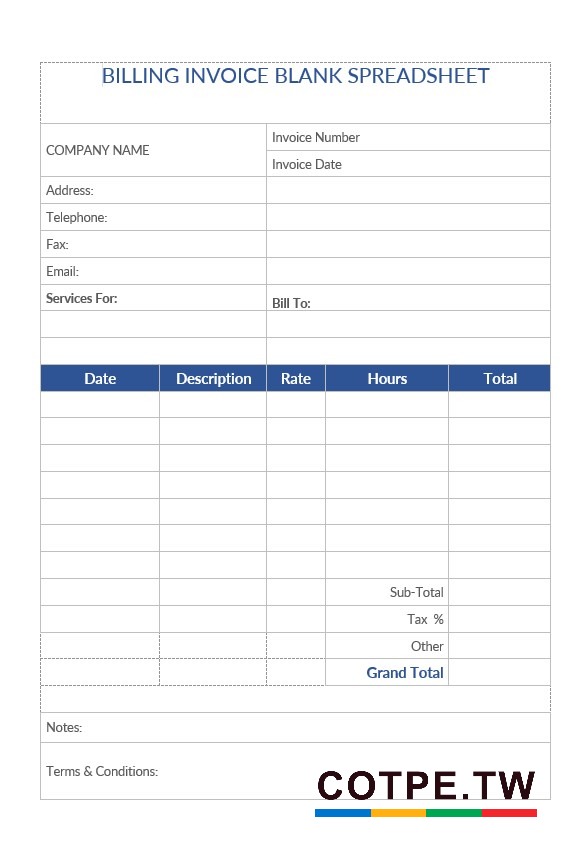 BILLING INVOICE BLANK SPREADSHEET
COMPANY NAME
Invoice Number
Invoice Date
Address:
Telephone:
Fax:
Email:
Services For:
Bill To:
Date Description Rate Hours Total
Sub-Total
Tax %
Other
Grand Total
Notes:
Terms & Conditions:
COTPE.TW